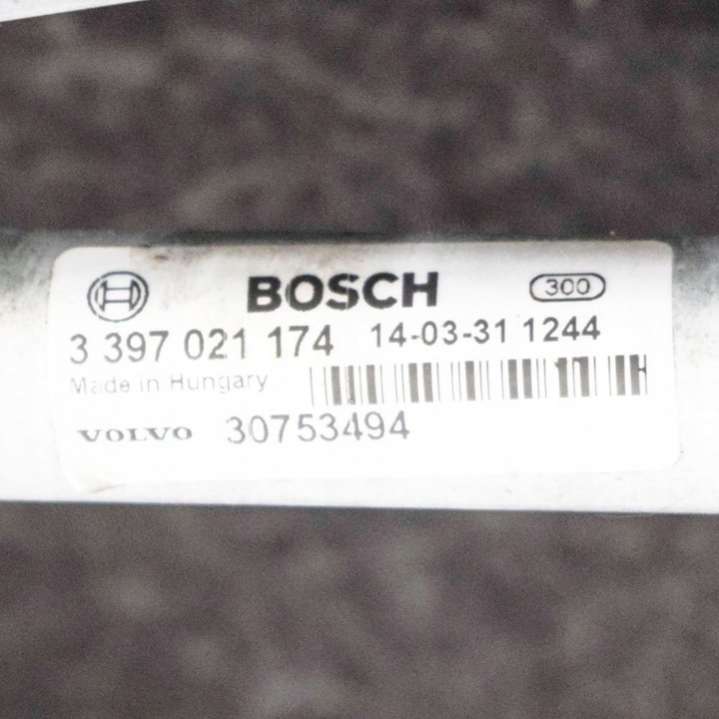 BOSCH 300
3 397 021 174 14-03-31 1244
Made in Hungary
VOLVO 30753494